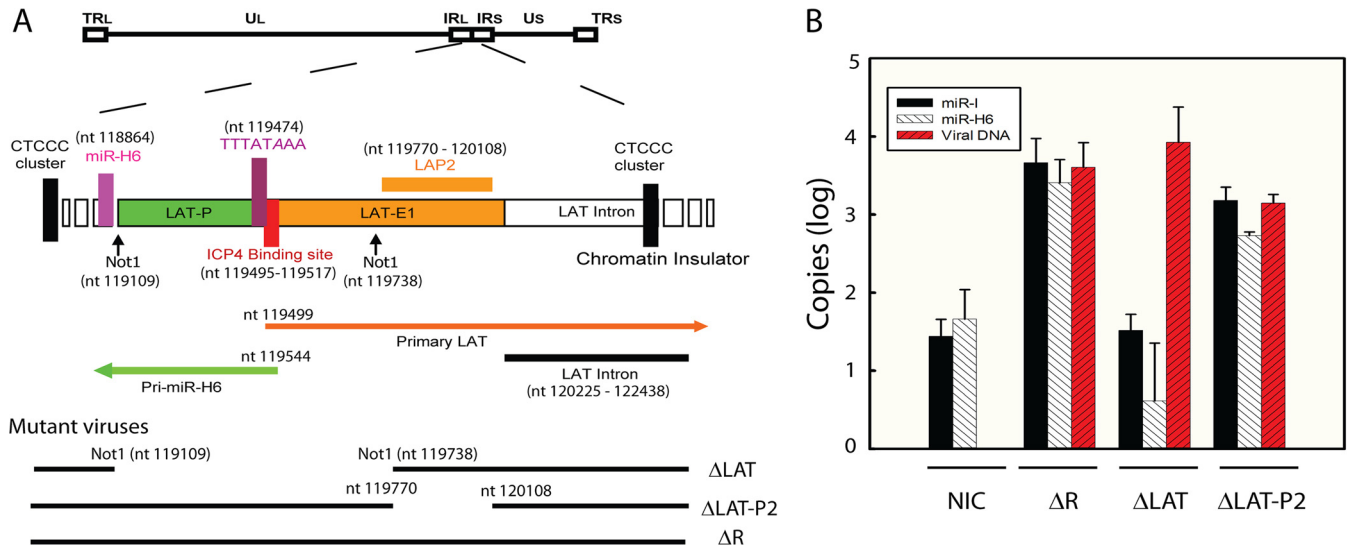 A
TRL
UL
IRL
IRS
US
TRS
CTCCC
cluster
(nt 118864)
miR-H6
(nt 119474)
TTTATAAA
(nt 119770 - 120108)
LAP2
CTCCC
cluster
LAT-P
LAT-E1
LAT Intron
Not1
(nt 119109)
ICP4 Binding site
(nt 119495-119517)
Not1
(nt 119738)
Chromatin Insulator
nt 119499
Primary LAT
nt 119544
Pri-miR-H6
LAT Intron
(nt 120225 - 122438)
Mutant viruses
Not1 (nt 119109)
Not1 (nt 119738)
ΔLAT
nt 119770
nt 120108
ΔLAT-P2
ΔR
B
5
4
3
2
1
0
Copies (log)
miR-I
miR-H6
Viral DNA
NIC
ΔR
ΔLAT
ΔLAT-P2